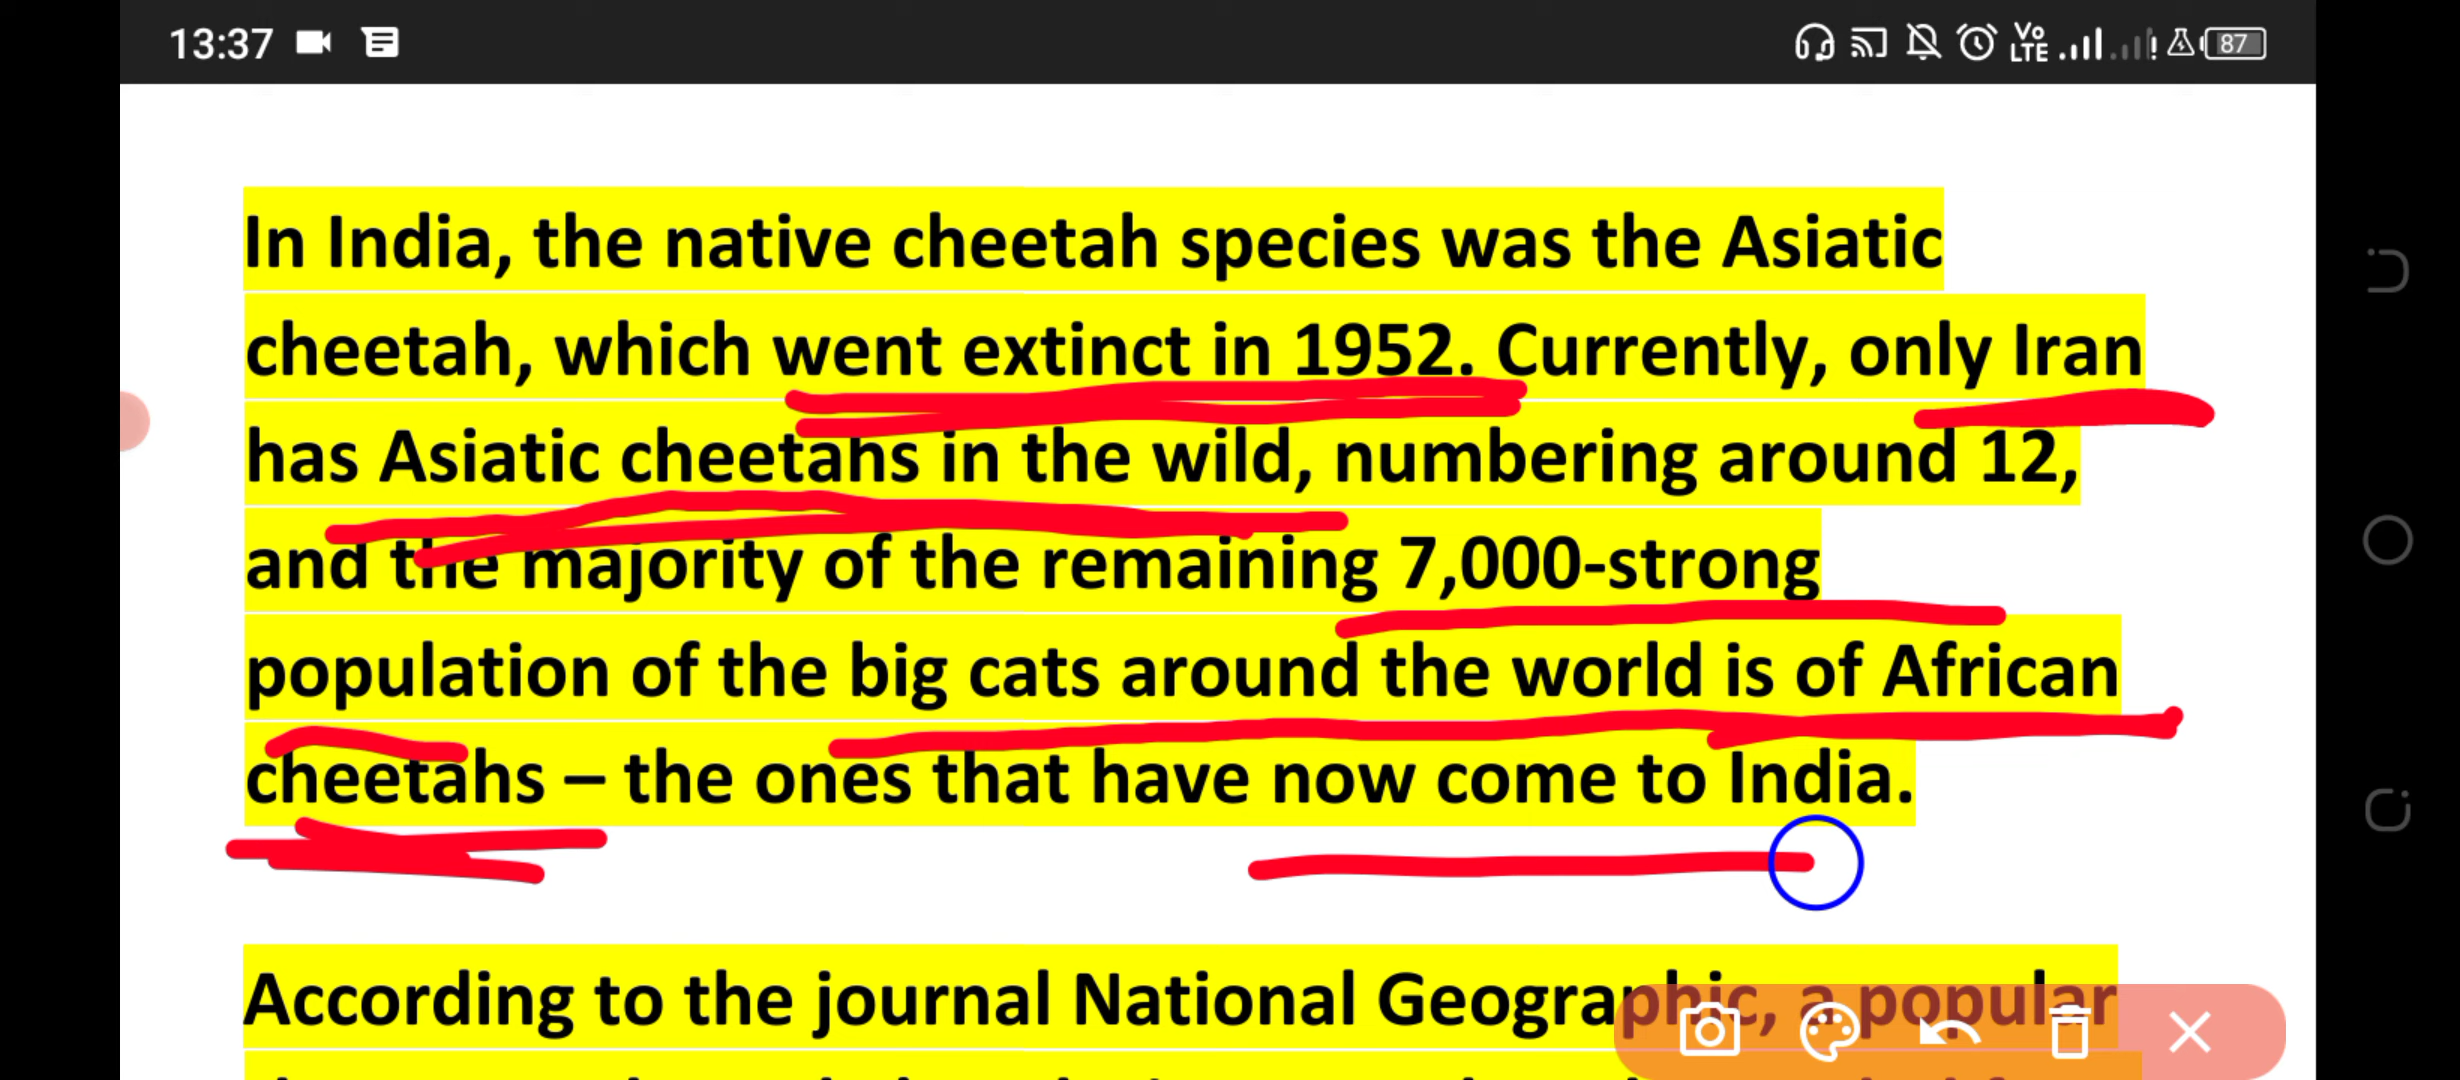 13:37
Vo
LTE
87
In India, the native cheetah species was the Asiatic
cheetah, which went extinct in 1952. Currently, only Iran
has Asiatic cheetahs in the wild, numbering around 12,
and the majority of the remaining 7,000-strong
population of the big cats around the world is of African
cheetahs – the ones that have now come to India.
According to the journal National Geographic, a popular